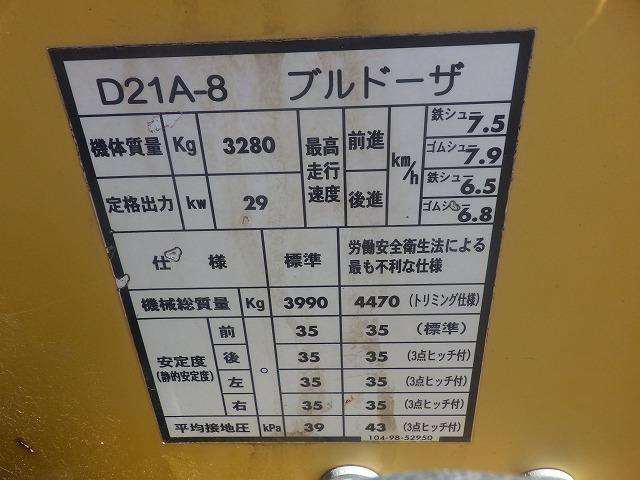 D21A-8 ブルドーザ
機体質量 Kg 3280 最高走行速度 前進 km/h 鉄シュー 7.5
ゴムシュー 7.9
定格出力 kw 29 後進 鉄シュー 6.5
ゴムシュー 6.8
仕様 標準 労働安全衛生法による
最も不利な仕様
機械総質量 Kg 3990 4470 (トリミング仕様)
安定度 (静的安定度) 前 ° 35 35 (標準)
後 35 35 (3点ヒッチ付)
左 35 35 (3点ヒッチ付)
右 35 35 (3点ヒッチ付)
平均接地圧 kPa 39 43 (3点ヒッチ付)
104-98-52950